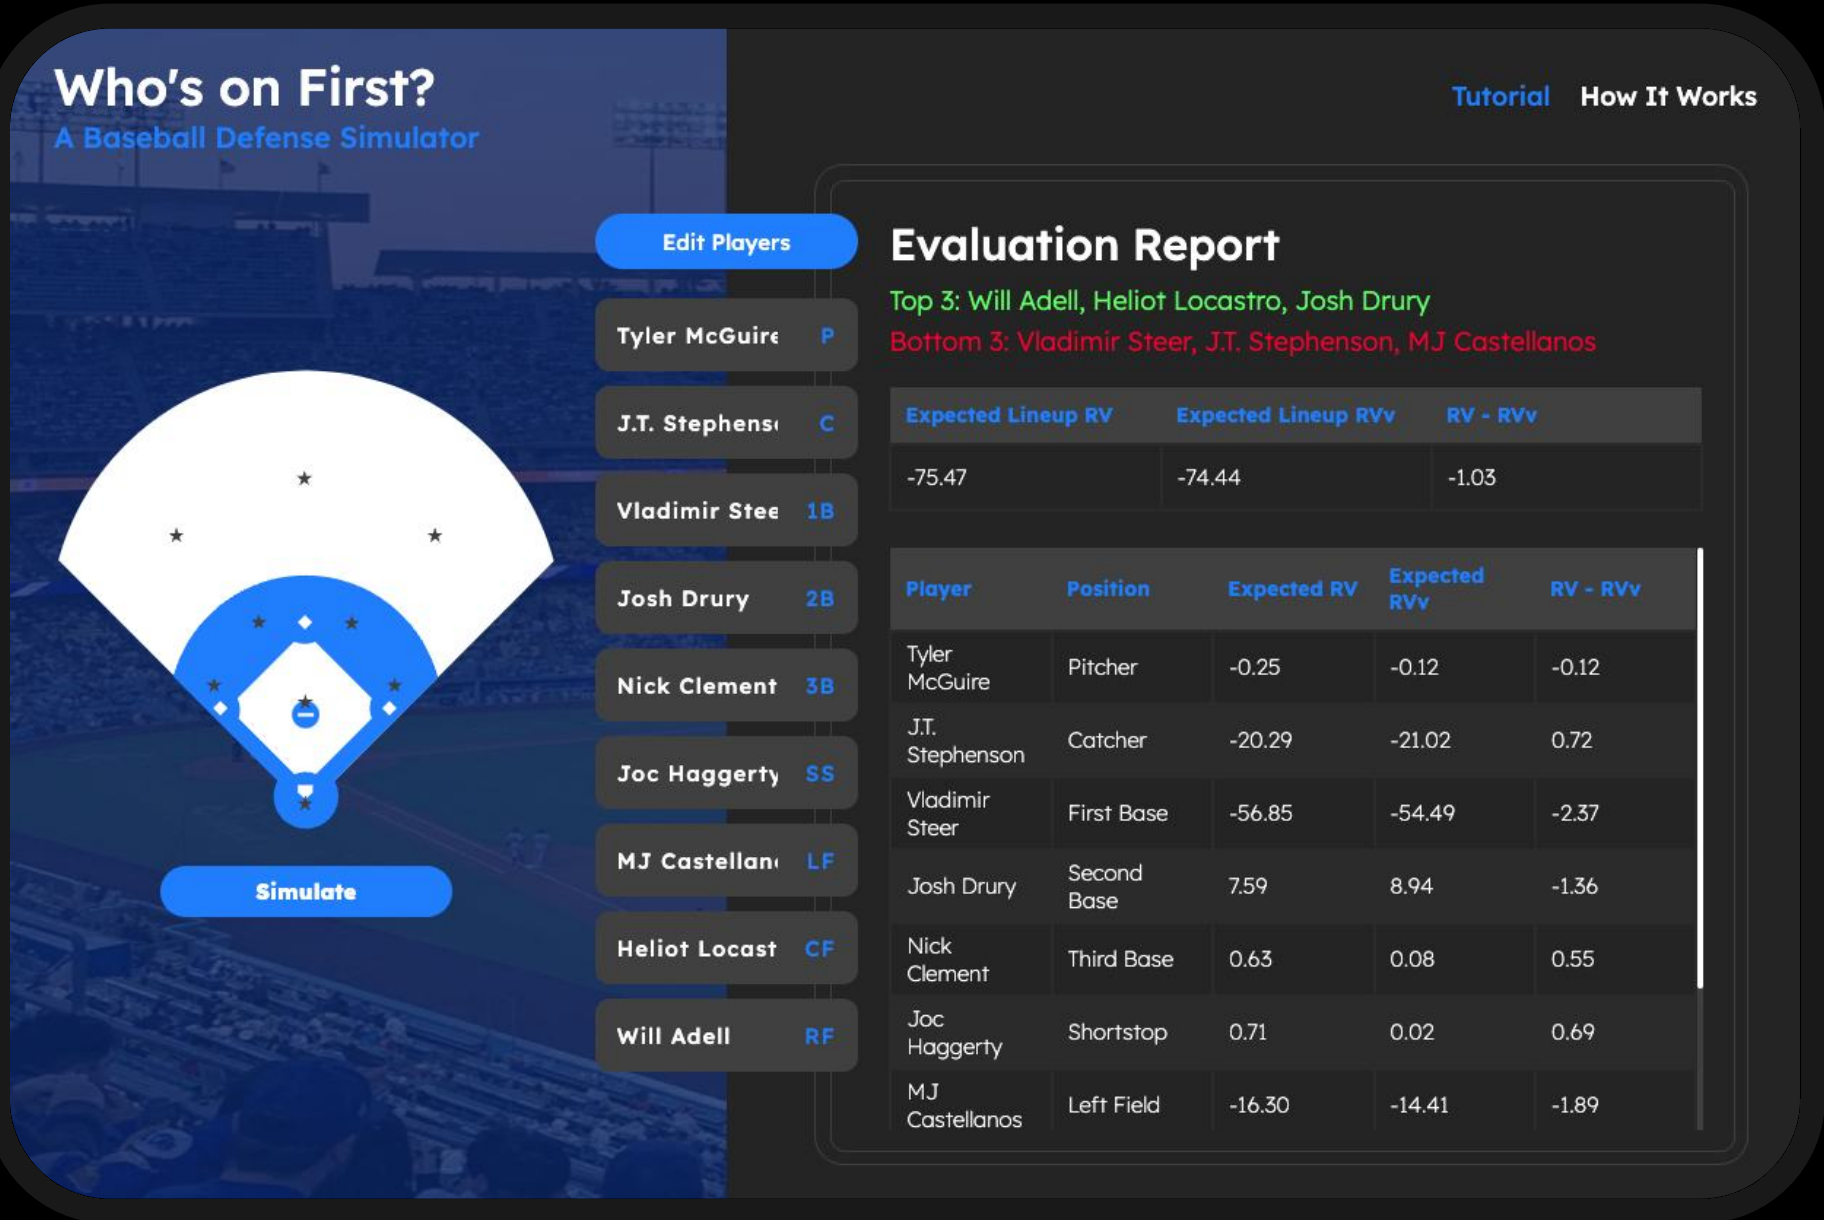 Who's on First?
A Baseball Defense Simulator
Tutorial How It Works
Edit Players
Tyler McGuire P
J.T. Stephens C
Vladimir Stee 1B
Josh Drury 2B
Nick Clement 3B
Joc Haggerty SS
MJ Castellan LF
Heliot Locast CF
Will Adell RF
Simulate
Evaluation Report
Top 3: Will Adell, Heliot Locastro, Josh Drury
Bottom 3: Vladimir Steer, J.T. Stephenson, MJ Castellanos
Expected Lineup RV Expected Lineup RVv RV - RVv
-75.47 -74.44 -1.03
Player Position Expected RV Expected RVv RV - RVv
Tyler McGuire Pitcher -0.25 -0.12 -0.12
J.T. Stephenson Catcher -20.29 -21.02 0.72
Vladimir Steer First Base -56.85 -54.49 -2.37
Josh Drury Second Base 7.59 8.94 -1.36
Nick Clement Third Base 0.63 0.08 0.55
Joc Haggerty Shortstop 0.71 0.02 0.69
MJ Castellanos Left Field -16.30 -14.41 -1.89